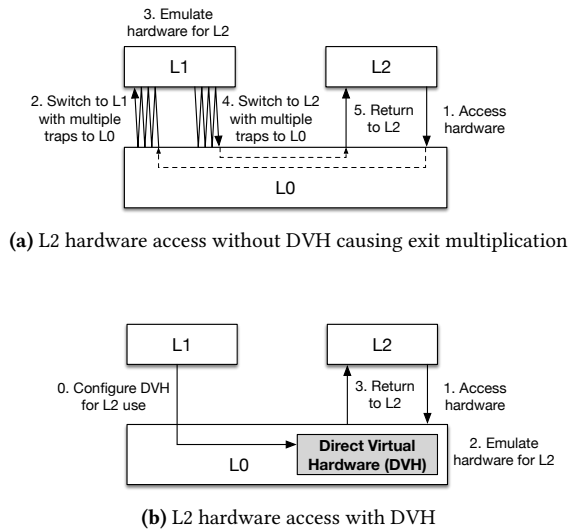 3. Emulate
hardware for L2
L1
L2
2. Switch to L1
with multiple
traps to L0
4. Switch to L2
with multiple
traps to L0
5. Return
to L2
1. Access
hardware
L0
(a) L2 hardware access without DVH causing exit multiplication
L1
L2
0. Configure DVH
for L2 use
3. Return
to L2
1. Access
hardware
L0
Direct Virtual
Hardware (DVH)
2. Emulate
hardware for L2
(b) L2 hardware access with DVH